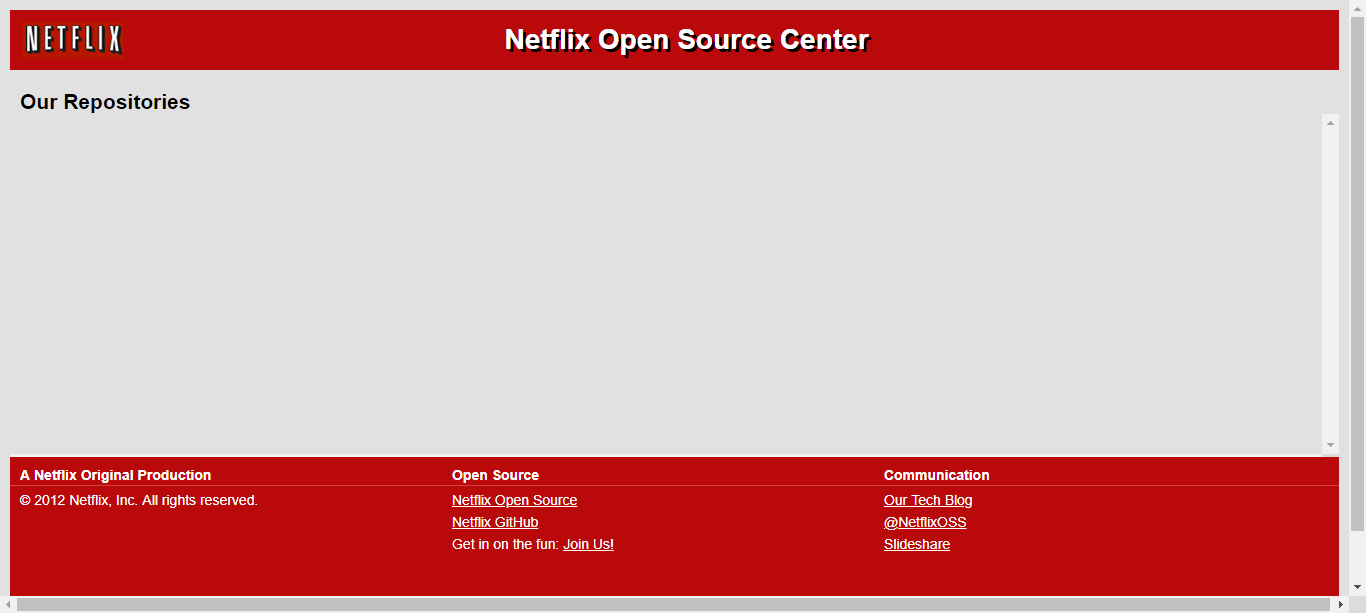 NETFLIX
Netflix Open Source Center
Our Repositories
A Netflix Original Production
© 2012 Netflix, Inc. All rights reserved.
Open Source
Netflix Open Source
Netflix GitHub
Get in on the fun: Join Us!
Communication
Our Tech Blog
@NetflixOSS
Slideshare